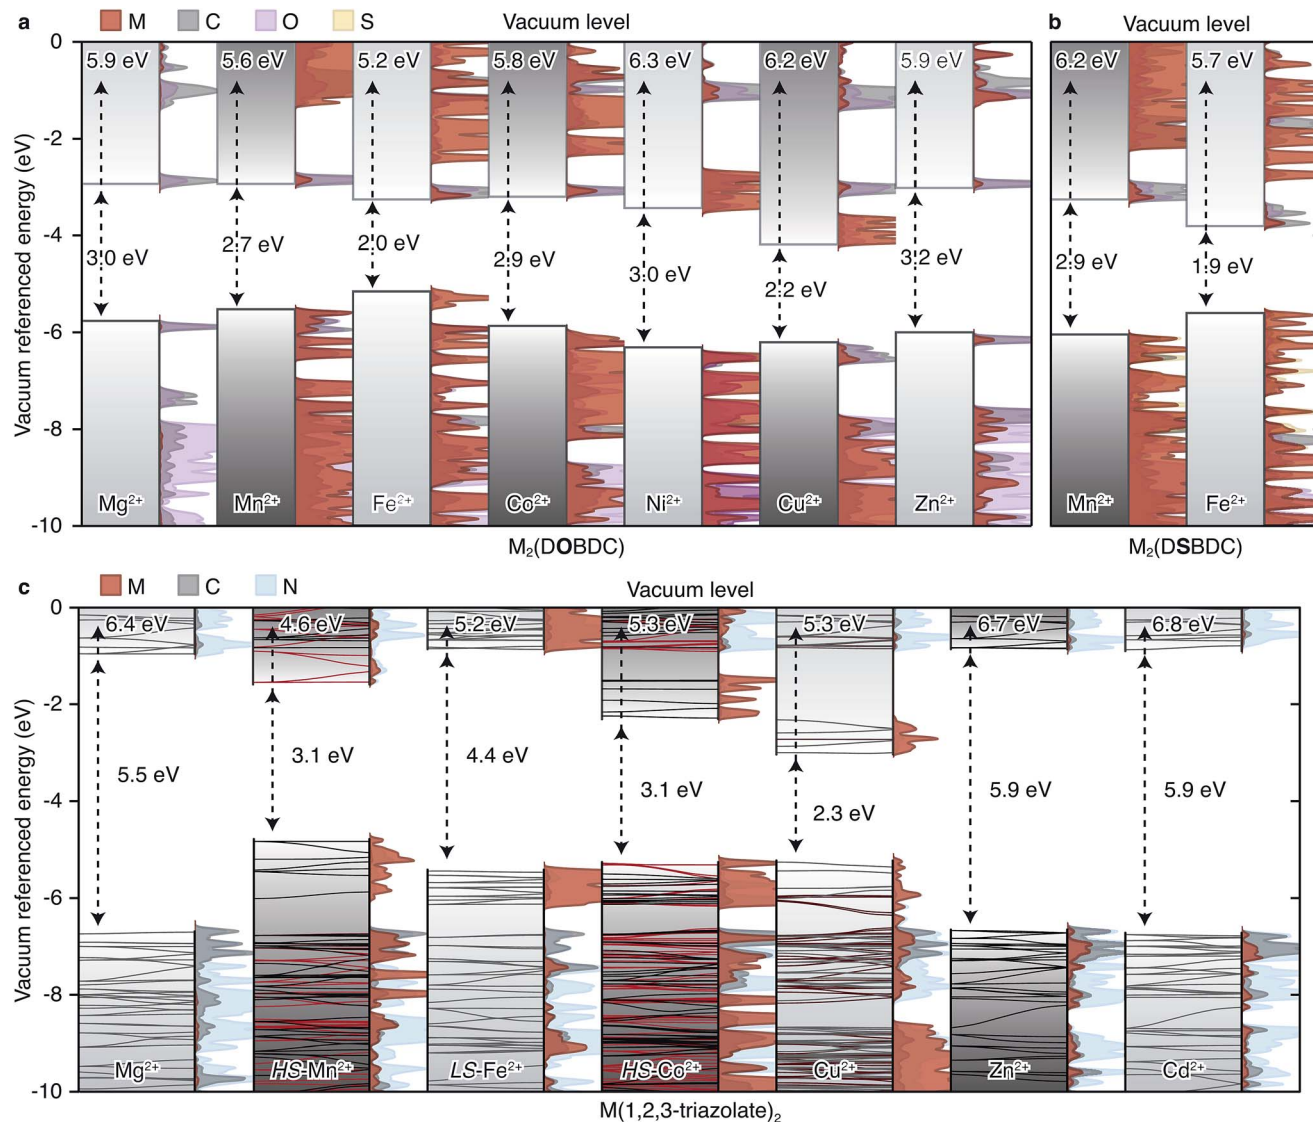 a M C O S Vacuum level
b Vacuum level
Vacuum referenced energy (eV)
0
-2
-4
-6
-8
-10
5.9 eV 5.6 eV 5.2 eV 5.8 eV 6.3 eV 6.2 eV 5.9 eV
3.0 eV 2.7 eV 2.0 eV 2.9 eV 3.0 eV 2.2 eV 3.2 eV
Mg²⁺ Mn²⁺ Fe²⁺ Co²⁺ Ni²⁺ Cu²⁺ Zn²⁺
M₂(DOBDC)
6.2 eV 5.7 eV
2.9 eV 1.9 eV
Mn²⁺ Fe²⁺
M₂(DSBDC)
c M C N Vacuum level
Vacuum referenced energy (eV)
0
-2
-4
-6
-8
-10
6.4 eV 4.6 eV 5.2 eV 5.3 eV 5.3 eV 6.7 eV 6.8 eV
5.5 eV 3.1 eV 4.4 eV 3.1 eV 2.3 eV 5.9 eV 5.9 eV
Mg²⁺ HS-Mn²⁺ LS-Fe²⁺ HS-Co²⁺ Cu²⁺ Zn²⁺ Cd²⁺
M(1,2,3-triazolate)₂